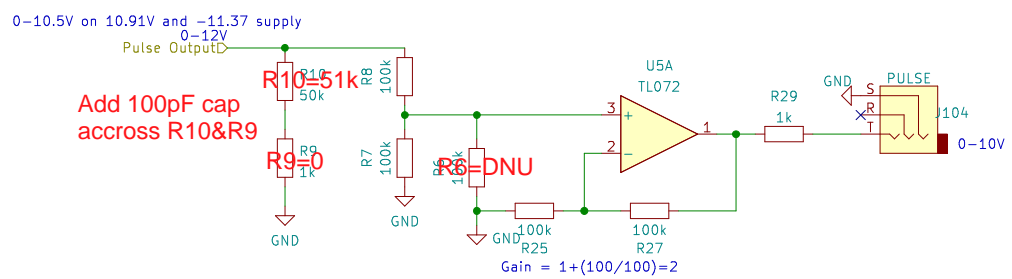 0-10.5V on 10.91V and -11.37 supply
0-12V
Pulse Output
R10
R10=51k
50k
Add 100pF cap
accross R10&R9
R9
R9=0
1k
GND
R8
100k
R7
100k
GND
R6
R6=DNU
GND
U5A
TL072
3
+
2
-
1
100k
R25
100k
R27
Gain = 1+(100/100)=2
R29
1k
GND
PULSE
S
R
T
J104
0-10V